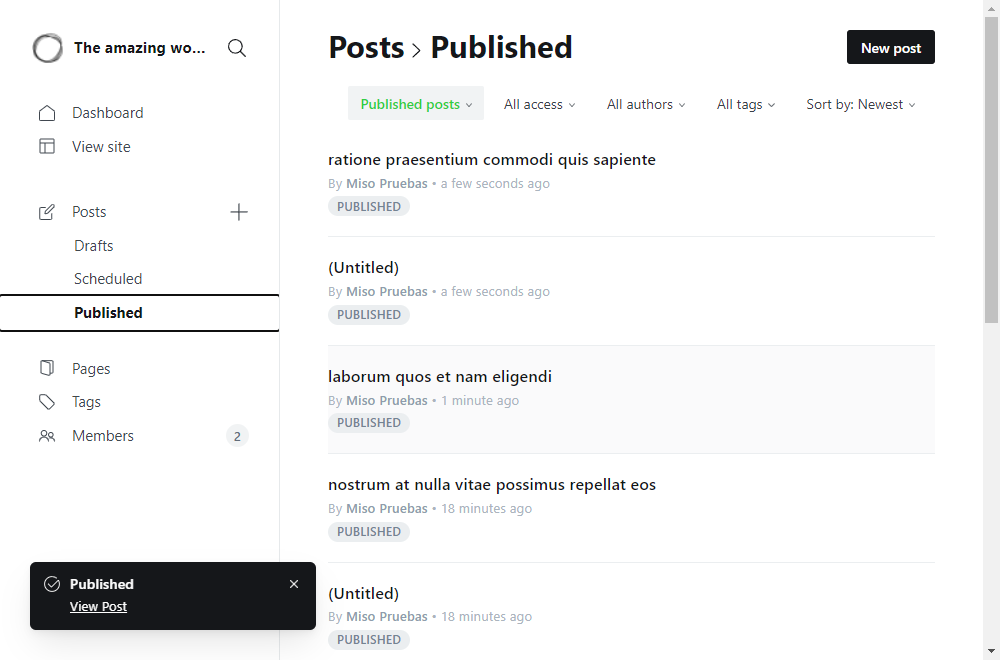 The amazing wo...
Dashboard
View site
Posts
Drafts
Scheduled
Published
Pages
Tags
Members 2
Published
View Post
Posts › Published
New post
Published posts All access All authors All tags Sort by: Newest
ratione praesentium commodi quis sapiente
By Miso Pruebas • a few seconds ago
PUBLISHED
(Untitled)
By Miso Pruebas • a few seconds ago
PUBLISHED
laborum quos et nam eligendi
By Miso Pruebas • 1 minute ago
PUBLISHED
nostrum at nulla vitae possimus repellat eos
By Miso Pruebas • 18 minutes ago
PUBLISHED
(Untitled)
By Miso Pruebas • 18 minutes ago
PUBLISHED